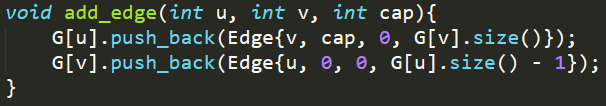 void add_edge(int u, int v, int cap){
    G[u].push_back(Edge{v, cap, 0, G[v].size()});
    G[v].push_back(Edge{u, 0, 0, G[u].size() - 1});
}